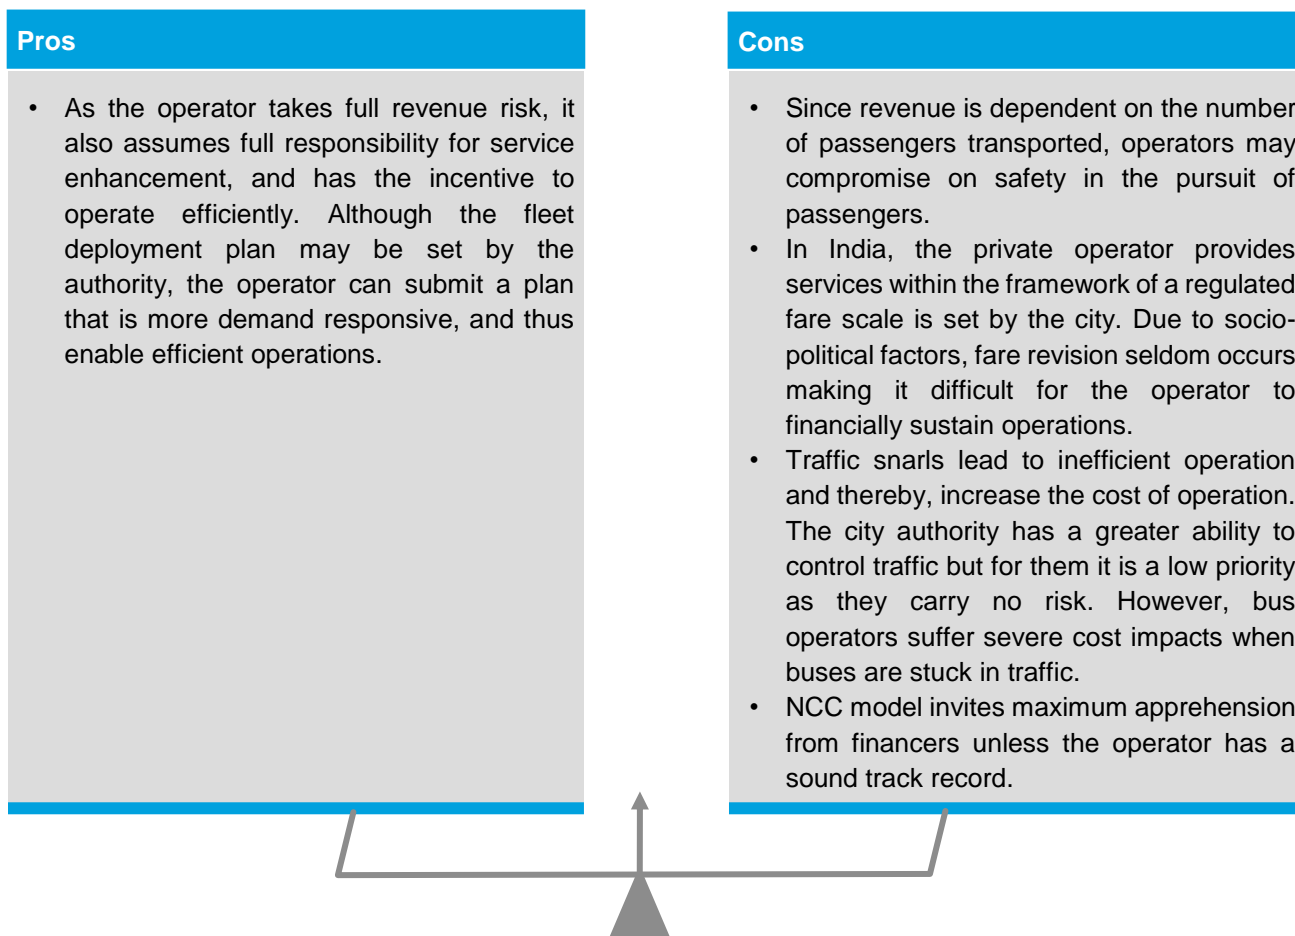 Pros
• As the operator takes full revenue risk, it
also assumes full responsibility for service
enhancement, and has the incentive to
operate efficiently. Although the fleet
deployment plan may be set by the
authority, the operator can submit a plan
that is more demand responsive, and thus
enable efficient operations.
Cons
• Since revenue is dependent on the number
of passengers transported, operators may
compromise on safety in the pursuit of
passengers.
• In India, the private operator provides
services within the framework of a regulated
fare scale is set by the city. Due to socio-
political factors, fare revision seldom occurs
making it difficult for the operator to
financially sustain operations.
• Traffic snarls lead to inefficient operation
and thereby, increase the cost of operation.
The city authority has a greater ability to
control traffic but for them it is a low priority
as they carry no risk. However, bus
operators suffer severe cost impacts when
buses are stuck in traffic.
• NCC model invites maximum apprehension
from financers unless the operator has a
sound track record.